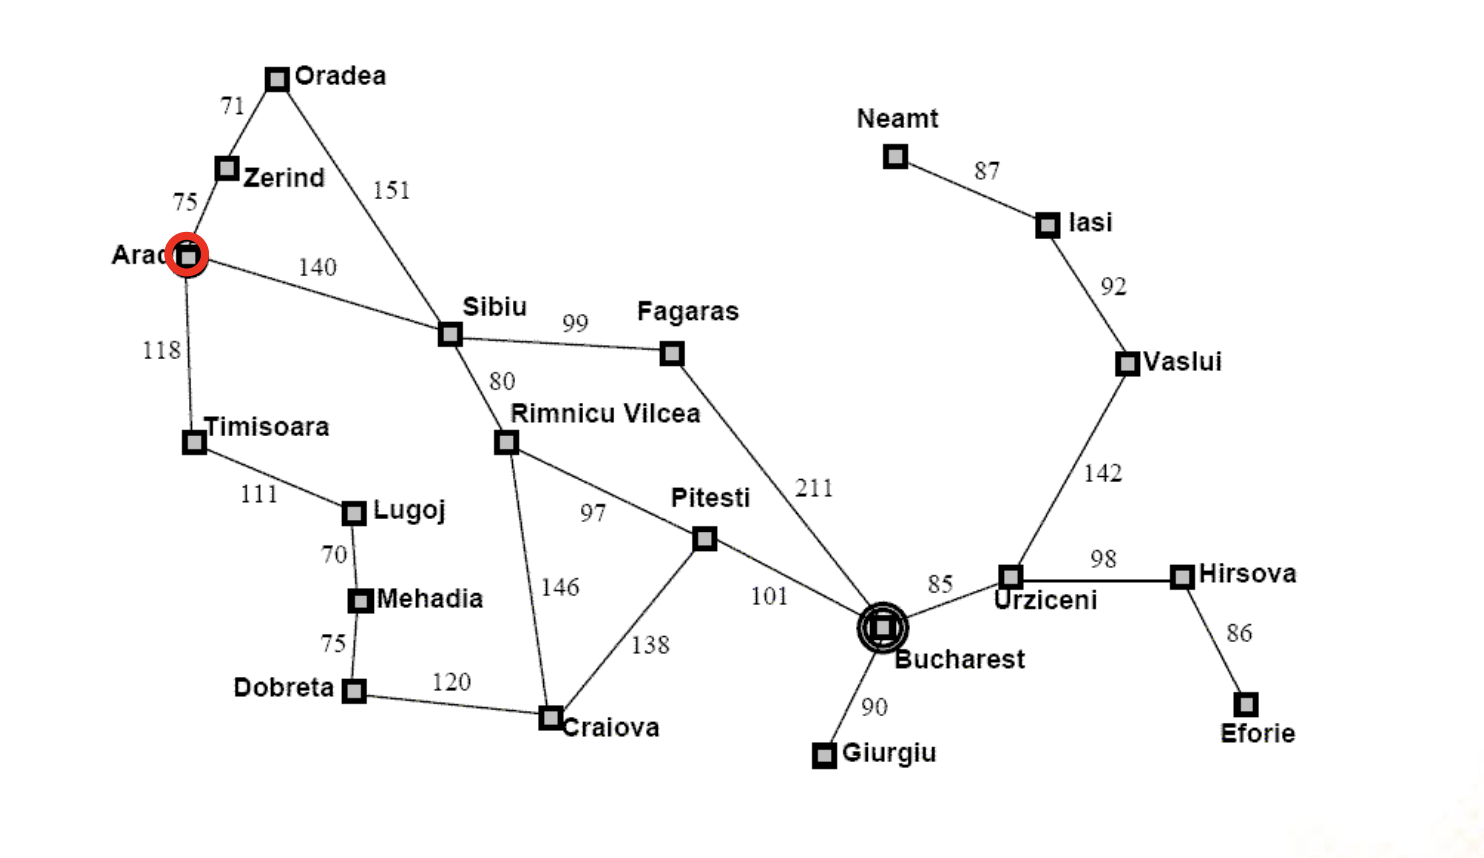 Oradea
71
Neamt
Zerind
87
151
75
Iasi
Arad
140
92
Sibiu
Fagaras
99
118
Vaslui
80
Rimnicu Vilcea
Timisoara
142
211
111
Pitesti
Lugoj
97
70
98
Hirsova
85
146
101
Mehadia
Urziceni
86
75
138
Bucharest
120
Dobreta
90
Craiova
Eforie
Giurgiu